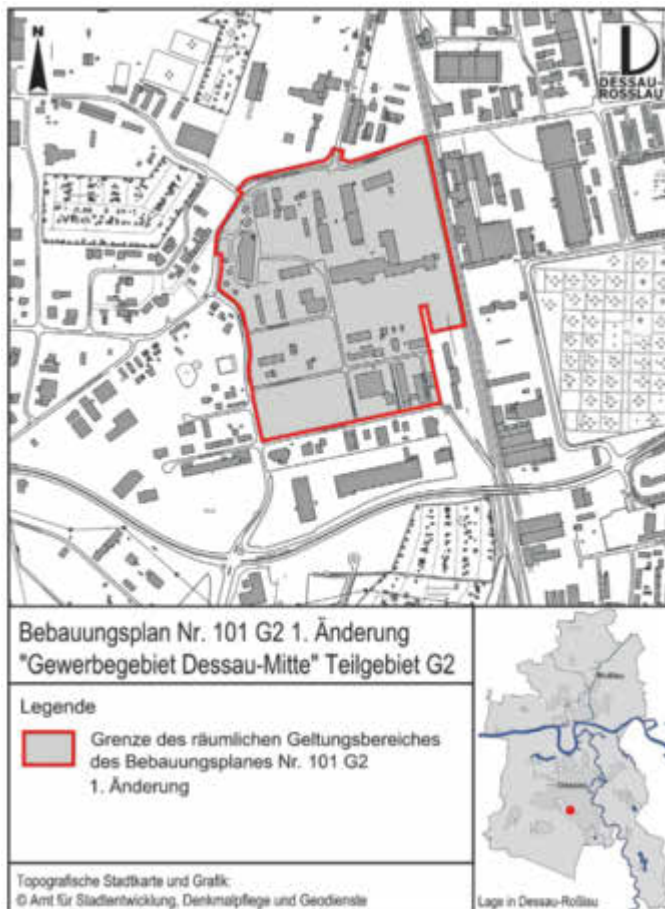 N
DESSAU-
ROSSLAU
Bebauungsplan Nr. 101 G2 1. Änderung
"Gewerbegebiet Dessau-Mitte" Teilgebiet G2
Legende
Grenze des räumlichen Geltungsbereiches
des Bebauungsplanes Nr. 101 G2
1. Änderung
Topografische Stadtkarte und Grafik:
© Amt für Stadtentwicklung, Denkmalpflege und Geodienste
Roßlau
Dessau
Lage in Dessau-Roßlau